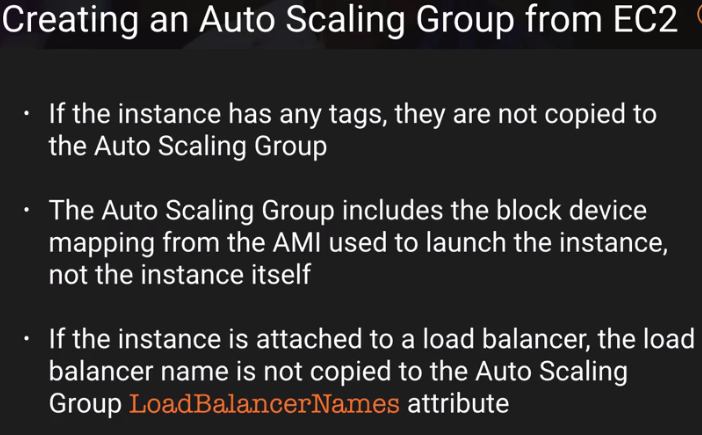 Creating an Auto Scaling Group from EC2
· If the instance has any tags, they are not copied to
the Auto Scaling Group
· The Auto Scaling Group includes the block device
mapping from the AMI used to launch the instance,
not the instance itself
· If the instance is attached to a load balancer, the load
balancer name is not copied to the Auto Scaling
Group LoadBalancerNames attribute